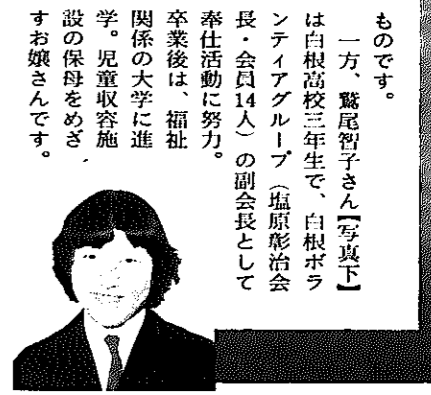 ものです。
一方、鷲尾智子さん【写真下】
は白根高校三年生で、白根ボラ
ンティアグループ（塩原彰治会
長・会員14人）の副会長として
奉仕活動に努力。
卒業後は、福祉
関係の大学に進
学。児童収容施
設の保母をめざ
すお嬢さんです。